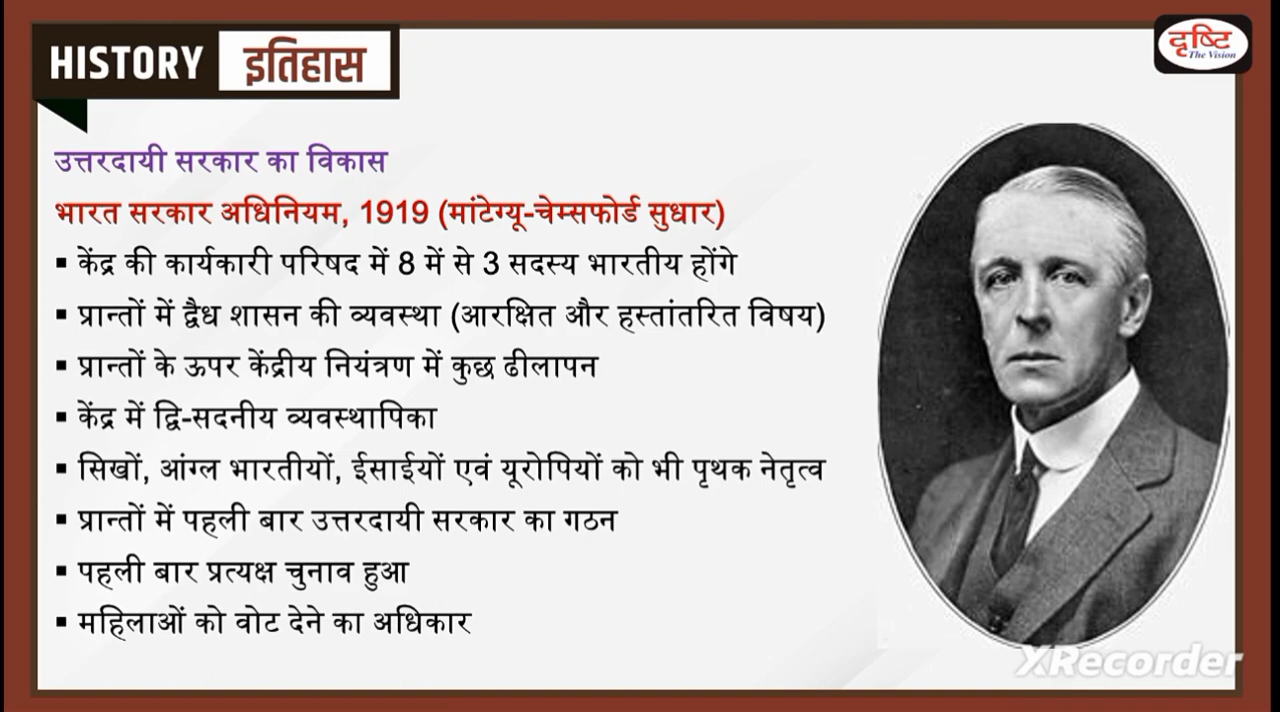 HISTORY इतिहास
दृष्टि
The Vision
उत्तरदायी सरकार का विकास
भारत सरकार अधिनियम, 1919 (मांटेग्यू-चेम्सफोर्ड सुधार)
▪ केंद्र की कार्यकारी परिषद में 8 में से 3 सदस्य भारतीय होंगे
▪ प्रान्तों में द्वैध शासन की व्यवस्था (आरक्षित और हस्तांतरित विषय)
▪ प्रान्तों के ऊपर केंद्रीय नियंत्रण में कुछ ढीलापन
▪ केंद्र में द्वि-सदनीय व्यवस्थापिका
▪ सिखों, आंग्ल भारतीयों, ईसाईयों एवं यूरोपियों को भी पृथक नेतृत्व
▪ प्रान्तों में पहली बार उत्तरदायी सरकार का गठन
▪ पहली बार प्रत्यक्ष चुनाव हुआ
▪ महिलाओं को वोट देने का अधिकार
XRecorder